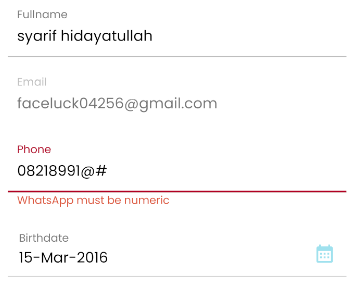 Fullname
syarif hidayatullah
Email
faceluck04256@gmail.com
Phone
08218991@#
WhatsApp must be numeric
Birthdate
15-Mar-2016